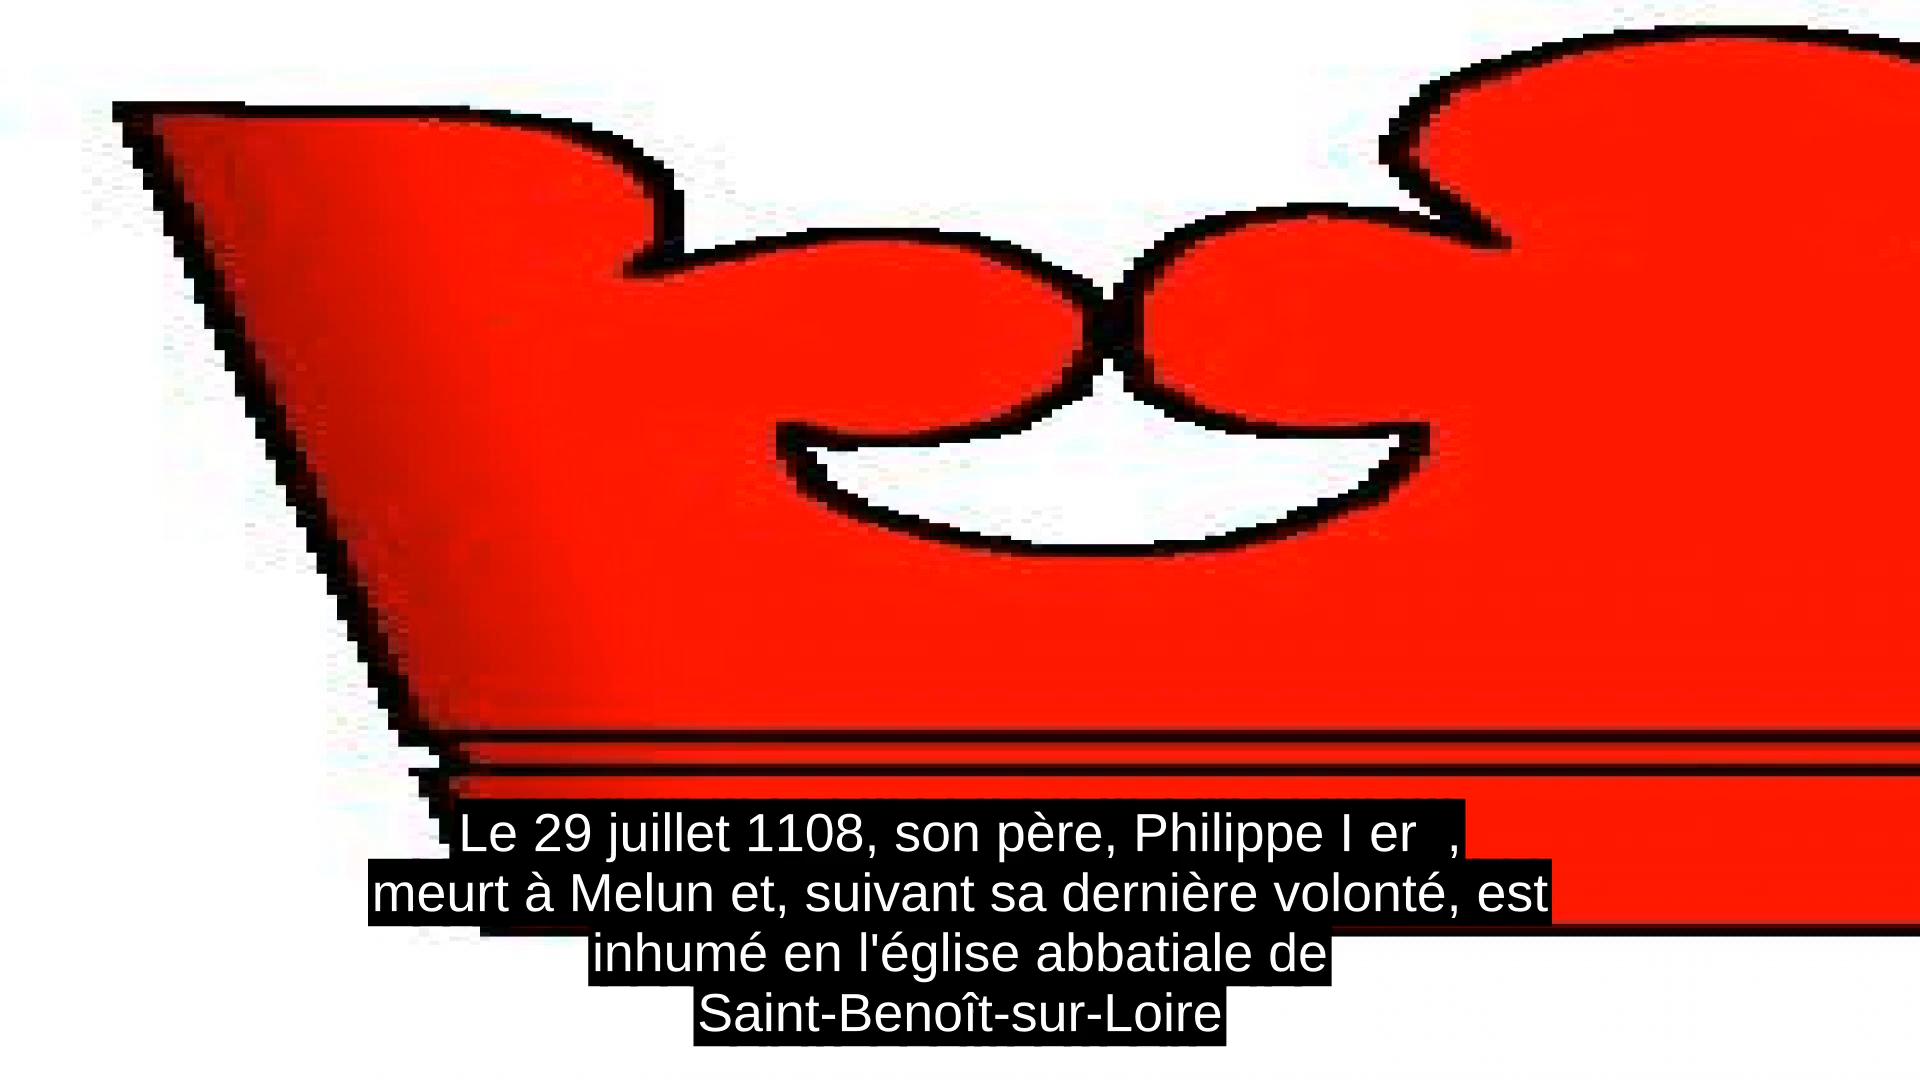 Le 29 juillet 1108, son père, Philippe I er  ,
meurt à Melun et, suivant sa dernière volonté, est
inhumé en l'église abbatiale de
Saint-Benoît-sur-Loire